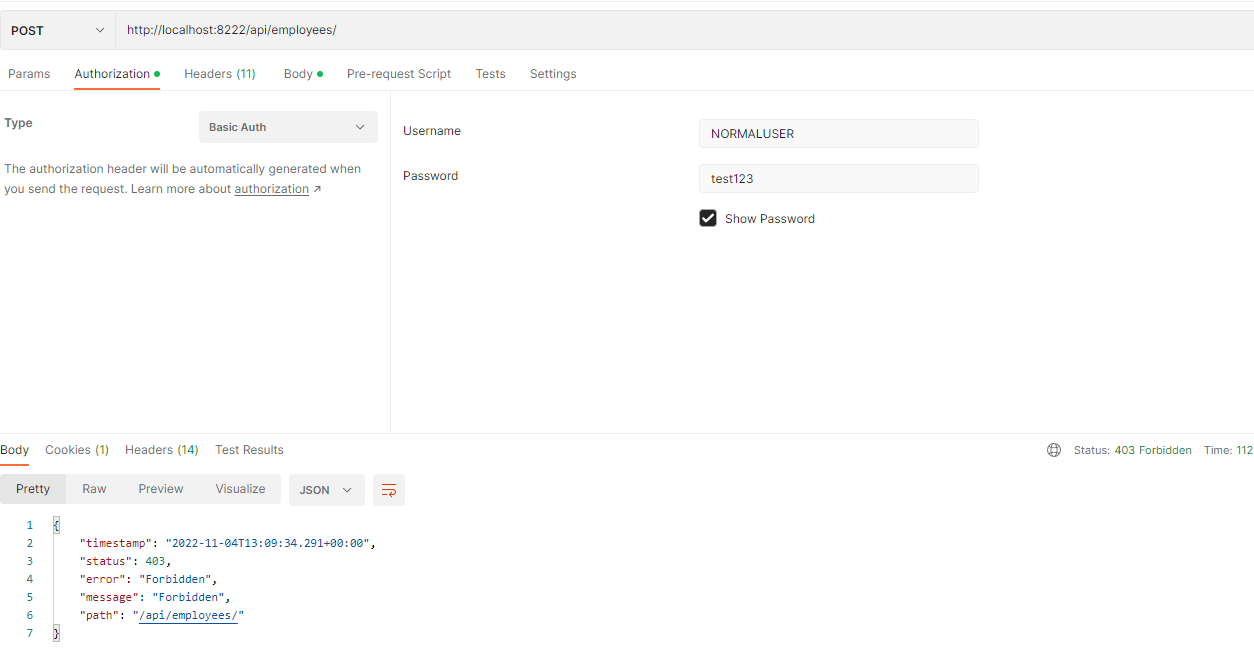 POST http://localhost:8222/api/employees/
Params Authorization Headers (11) Body Pre-request Script Tests Settings
Type Basic Auth
The authorization header will be automatically generated when
you send the request. Learn more about authorization ↗
Username NORMALUSER
Password test123
Show Password
Body Cookies (1) Headers (14) Test Results Status: 403 Forbidden Time: 112
Pretty Raw Preview Visualize JSON
1 {
2 "timestamp": "2022-11-04T13:09:34.291+00:00",
3 "status": 403,
4 "error": "Forbidden",
5 "message": "Forbidden",
6 "path": "/api/employees/"
7 }